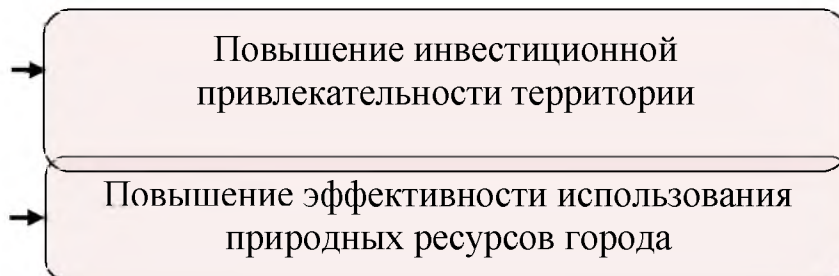 Повышение инвестиционной
привлекательности территории
Повышение эффективности использования
природных ресурсов города